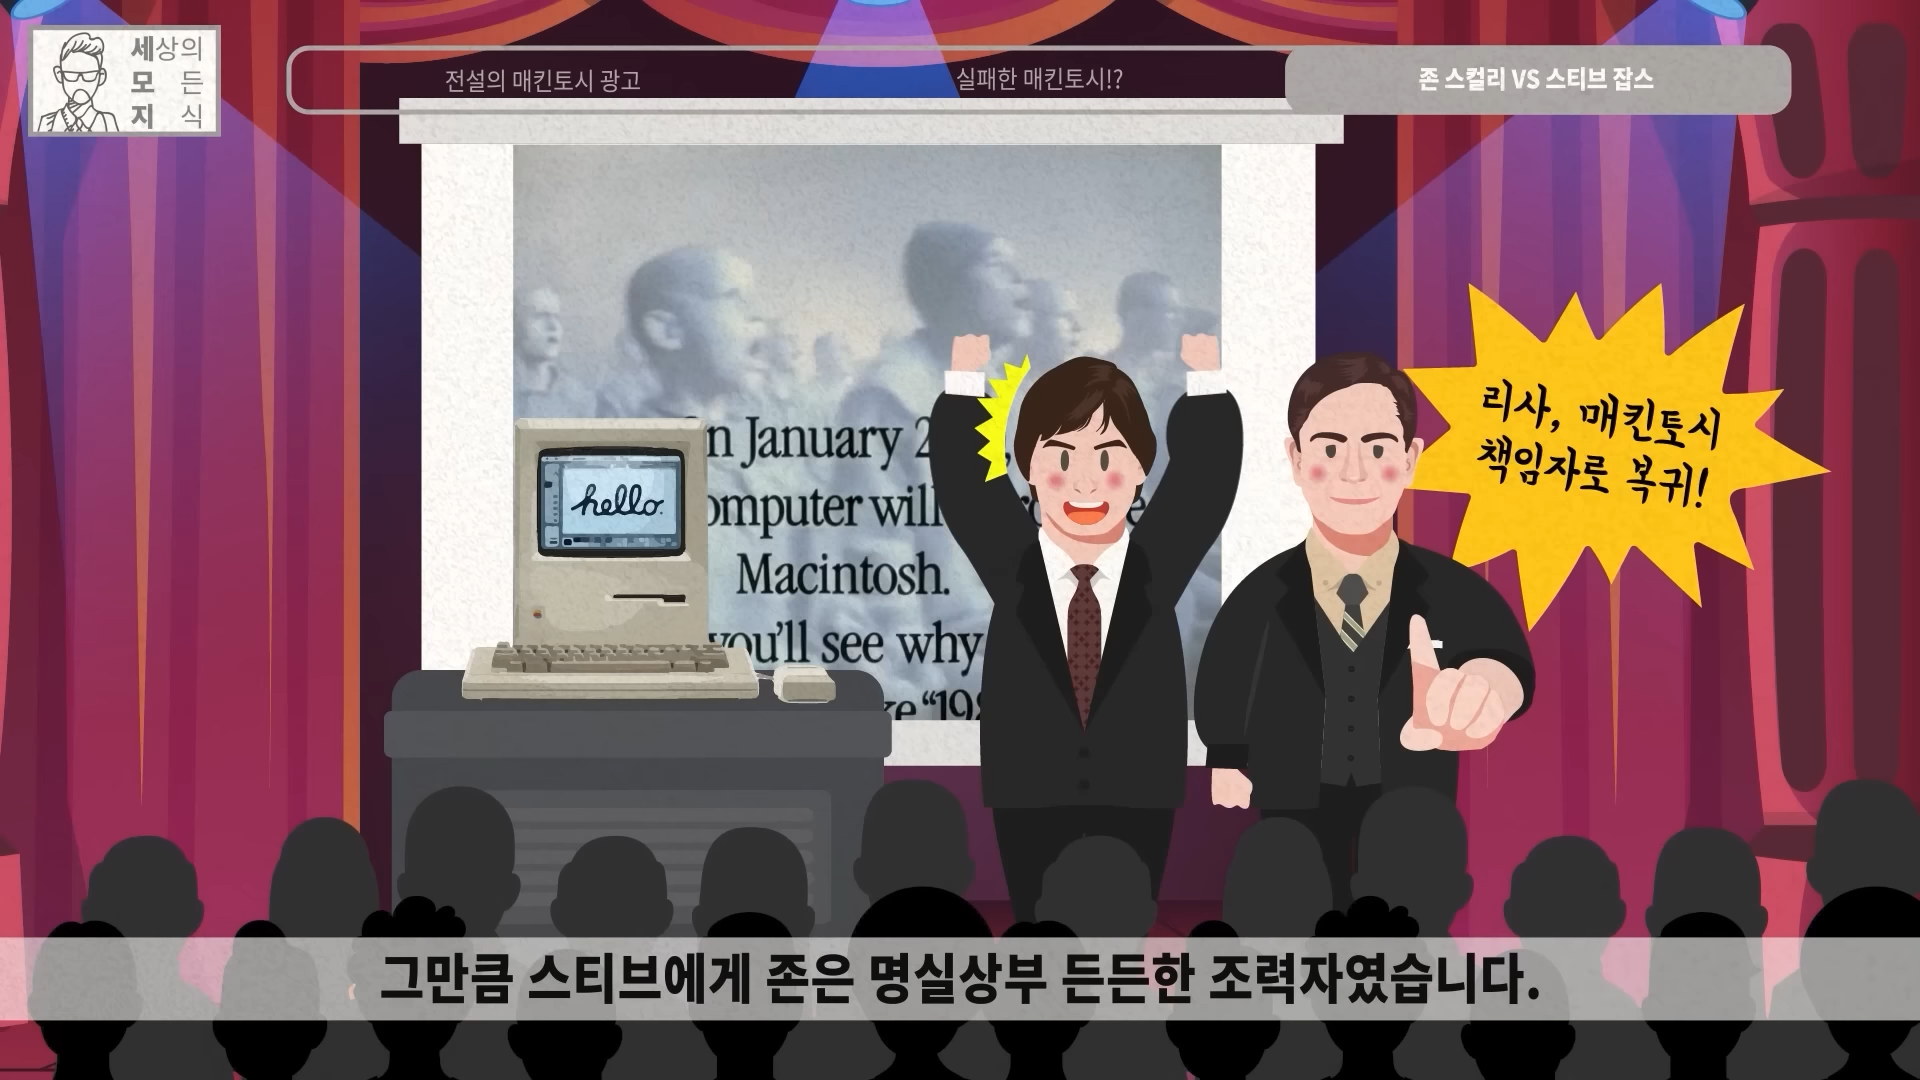 세상의
모든
지식
전설의 매킨토시 광고
실패한 매킨토시!?
존 스컬리 VS 스티브 잡스
n January 2
omputer will
Macintosh.
you'll see why
ke “198
hello.
리사, 매킨토시
책임자로 복귀!
그만큼 스티브에게 존은 명실상부 든든한 조력자였습니다.